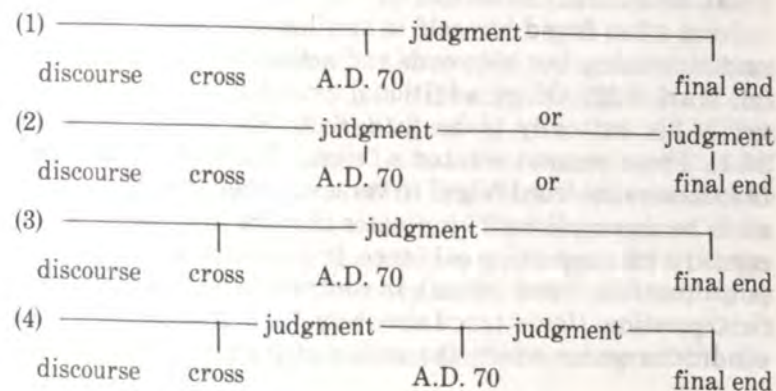 (1) judgment
discourse cross A.D. 70 final end
or
(2) judgment judgment
discourse cross A.D. 70 or final end
(3) judgment
discourse cross A.D. 70 final end
(4) judgment judgment
discourse cross A.D. 70 final end